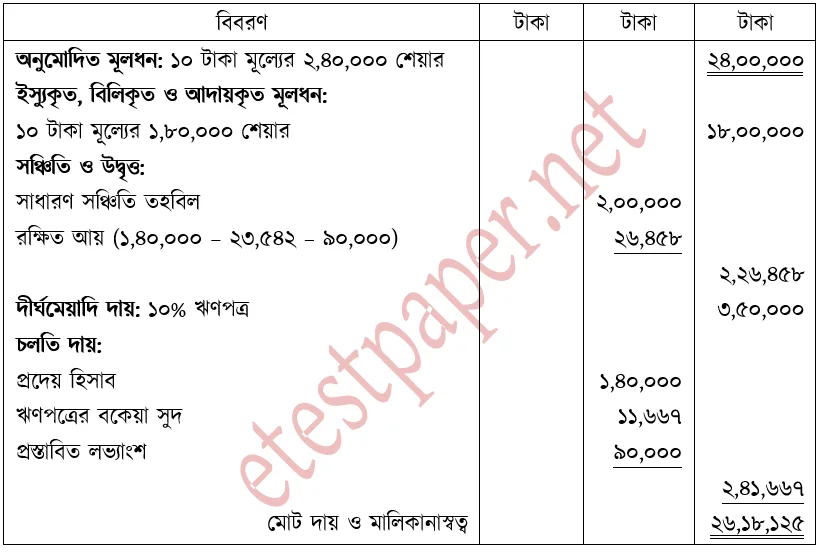 বিবরণ টাকা টাকা টাকা
অনুমোদিত মূলধন: ১০ টাকা মূল্যের ২,৪০,০০০ শেয়ার ২৪,০০,০০০
ইস্যুকৃত, বিলিকৃত ও আদায়কৃত মূলধন:
১০ টাকা মূল্যের ১,৮০,০০০ শেয়ার ১৮,০০,০০০
সঞ্চিতি ও উদ্বৃত্ত:
সাধারণ সঞ্চিতি তহবিল ২,০০,০০০
রক্ষিত আয় (১,৪০,০০০ – ২৩,৫৪২ – ৯০,০০০) ২৬,৪৫৮
২,২৬,৪৫৮
দীর্ঘমেয়াদি দায়: ১০% ঋণপত্র ৩,৫০,০০০
চলতি দায়:
প্রদেয় হিসাব ১,৪০,০০০
ঋণপত্রের বকেয়া সুদ ১১,৬৬৭
প্রস্তাবিত লভ্যাংশ ৯০,০০০
২,৪১,৬৬৭
মোট দায় ও মালিকানাস্বত্ব ২৬,১৮,১২৫
etestpaper.net